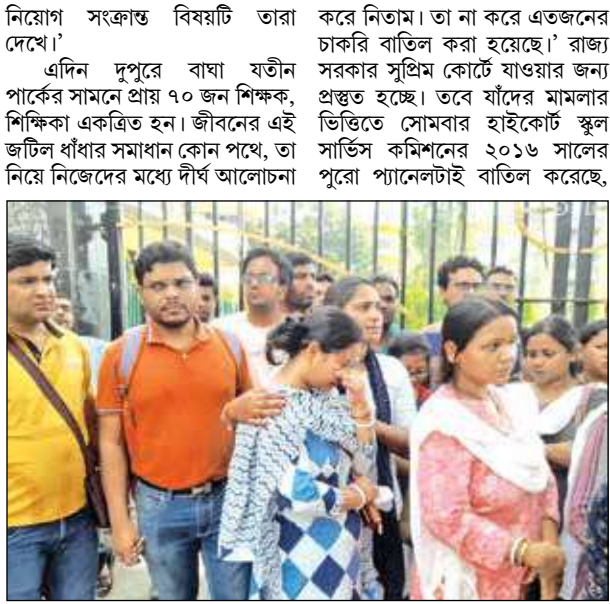 নিয়োগ সংক্রান্ত বিষয়টি তারা
দেখে।’
এদিন দুপুরে বাঘা যতীন
পার্কের সামনে প্রায় ৭০ জন শিক্ষক,
শিক্ষিকা একত্রিত হন। জীবনের এই
জটিল ধাঁধার সমাধান কোন পথে, তা
নিয়ে নিজেদের মধ্যে দীর্ঘ আলোচনা
করে নিতাম। তা না করে এতজনের
চাকরি বাতিল করা হয়েছে।’ রাজ্য
সরকার সুপ্রিম কোর্টে যাওয়ার জন্য
প্রস্তুত হচ্ছে। তবে যাঁদের মামলার
ভিত্তিতে সোমবার হাইকোর্ট স্কুল
সার্ভিস কমিশনের ২০১৬ সালের
পুরো প্যানেলটাই বাতিল করেছে,